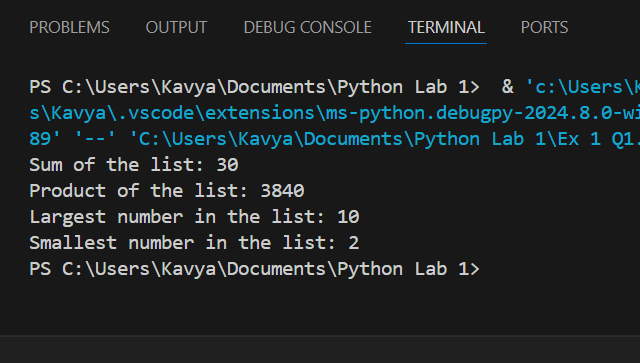 PROBLEMS OUTPUT DEBUG CONSOLE TERMINAL PORTS
PS C:\Users\Kavya\Documents\Python Lab 1>  & 'c:\Users\K
s\Kavya\.vscode\extensions\ms-python.debugpy-2024.8.0-wi
89' '--' 'C:\Users\Kavya\Documents\Python Lab 1\Ex 1 Q1.
Sum of the list: 30
Product of the list: 3840
Largest number in the list: 10
Smallest number in the list: 2
PS C:\Users\Kavya\Documents\Python Lab 1>